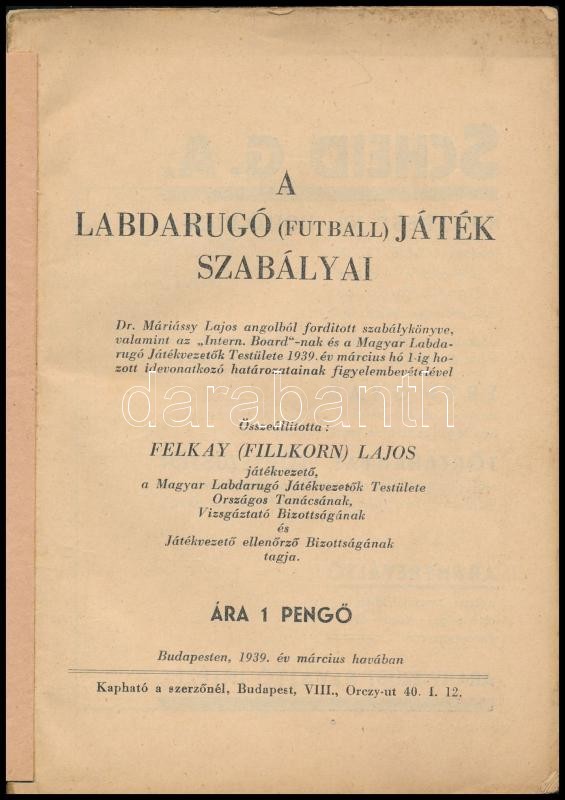 A
LABDARUGÓ (FUTBALL) JÁTÉK
SZABÁLYAI
Dr. Máriássy Lajos angolból forditott szabálykönyve,
valamint az „Intern. Board"-nak és a Magyar Labda-
rugó Játékvezetők Testülete 1939. év március hó 1-ig ho-
zott idevonatkozó határozatainak figyelembevételével
darabanth
Összeállitotta :
FELKAY (FILLKORN) LAJOS
játékvezető,
a Magyar Labdarugó Játékvezetők Testülete
Országos Tanácsának,
Vizsgáztató Bizottságának
és
Játékvezető ellenőrző Bizottságának
tagja.
ÁRA 1 PENGŐ
Budapesten, 1939. év március havában
Kapható a szerzőnél, Budapest, VIII., Orczy-ut 40. I. 12.